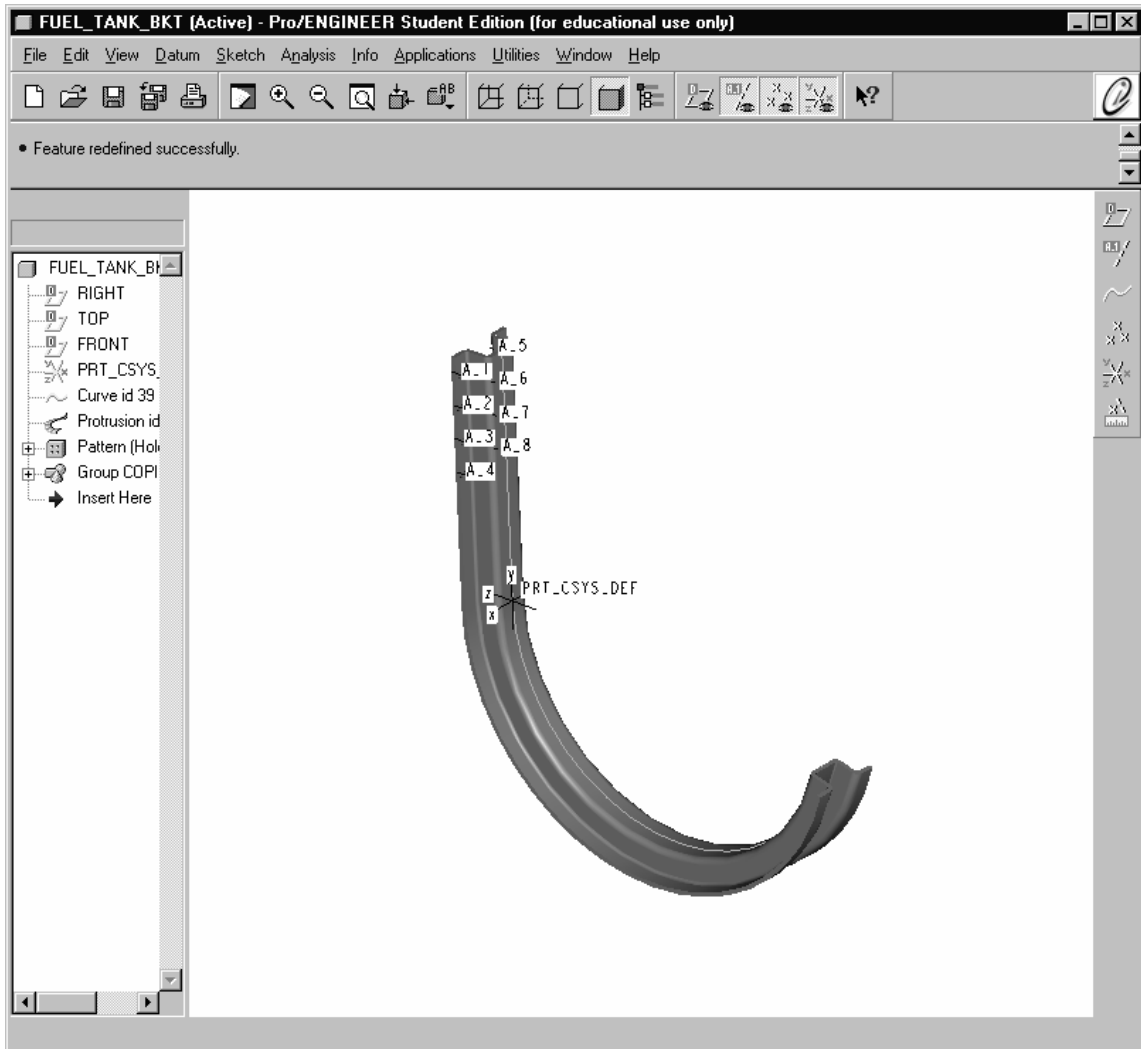 FUEL_TANK_BKT (Active) - Pro/ENGINEER Student Edition (for educational use only)
File Edit View Datum Sketch Analysis Info Applications Utilities Window Help
Feature redefined successfully.
FUEL_TANK_BK
RIGHT
TOP
FRONT
PRT_CSYS_
Curve id 39
Protrusion id
Pattern (Hol
Group COPI
Insert Here
A_5
A_1
A_6
A_2
A_7
A_3
A_8
A_4
y
PRT_CSYS_DEF
z
x